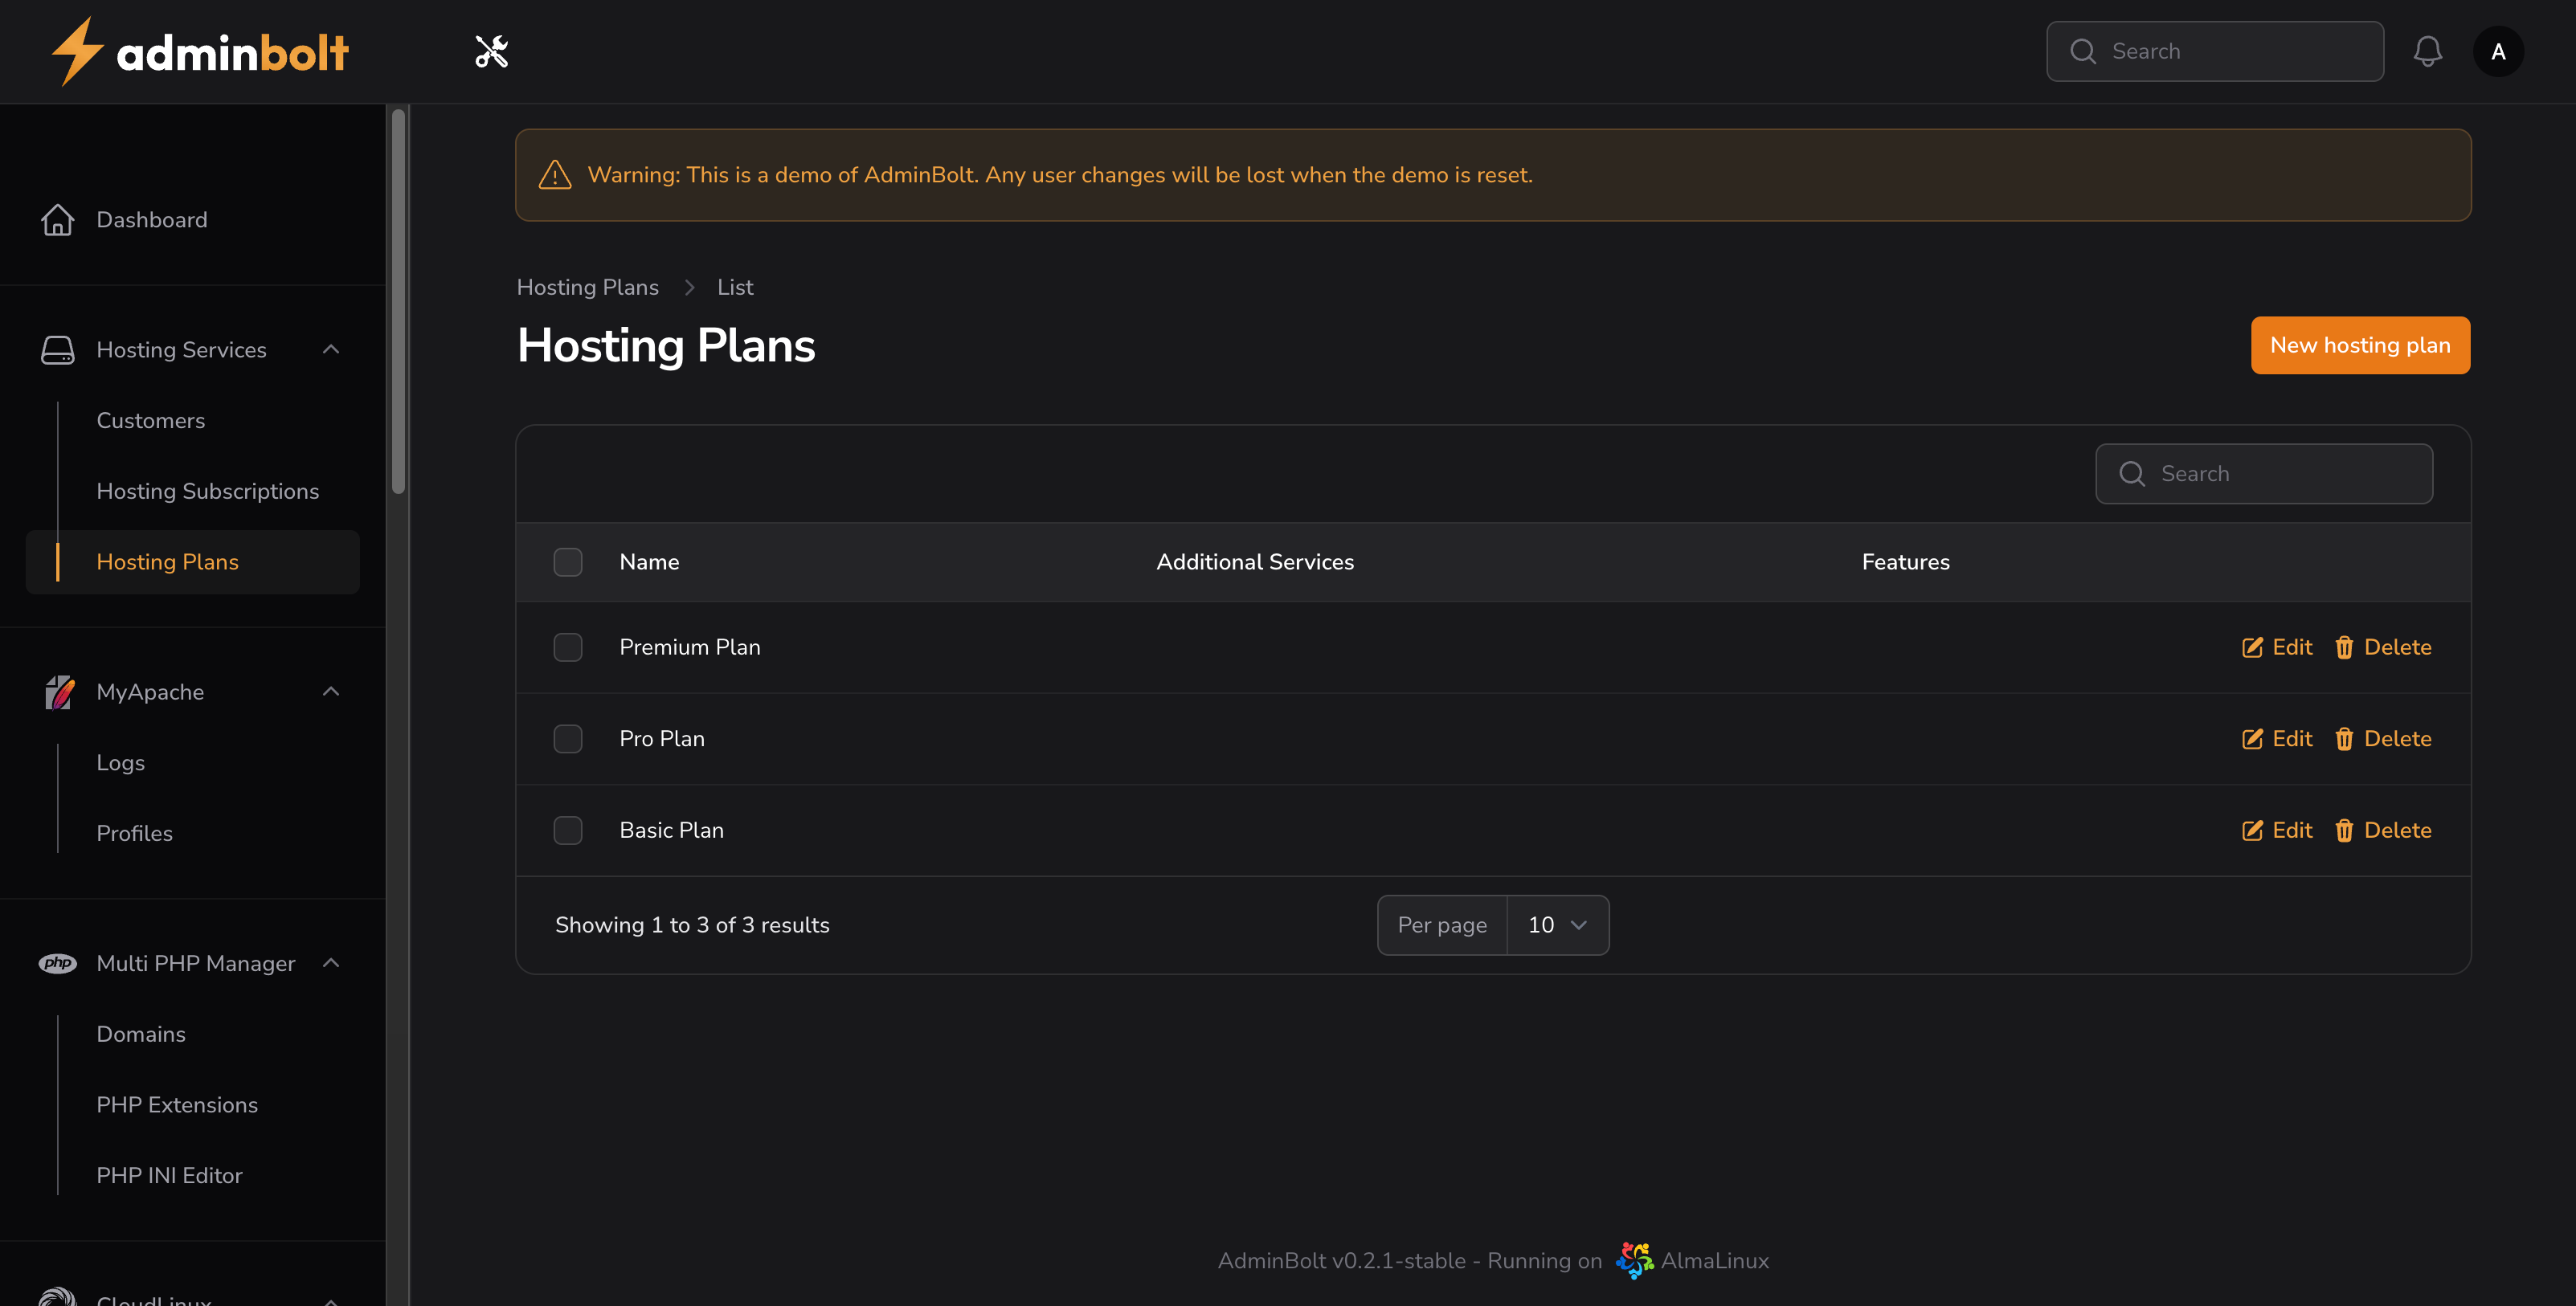 adminbolt
Search
A
Dashboard
Hosting Services
Customers
Hosting Subscriptions
Hosting Plans
MyApache
Logs
Profiles
php Multi PHP Manager
Domains
PHP Extensions
PHP INI Editor
CloudLinux
Warning: This is a demo of AdminBolt. Any user changes will be lost when the demo is reset.
Hosting Plans > List
Hosting Plans
New hosting plan
Search
Name Additional Services Features
Premium Plan Edit Delete
Pro Plan Edit Delete
Basic Plan Edit Delete
Showing 1 to 3 of 3 results Per page 10
AdminBolt v0.2.1-stable - Running on AlmaLinux